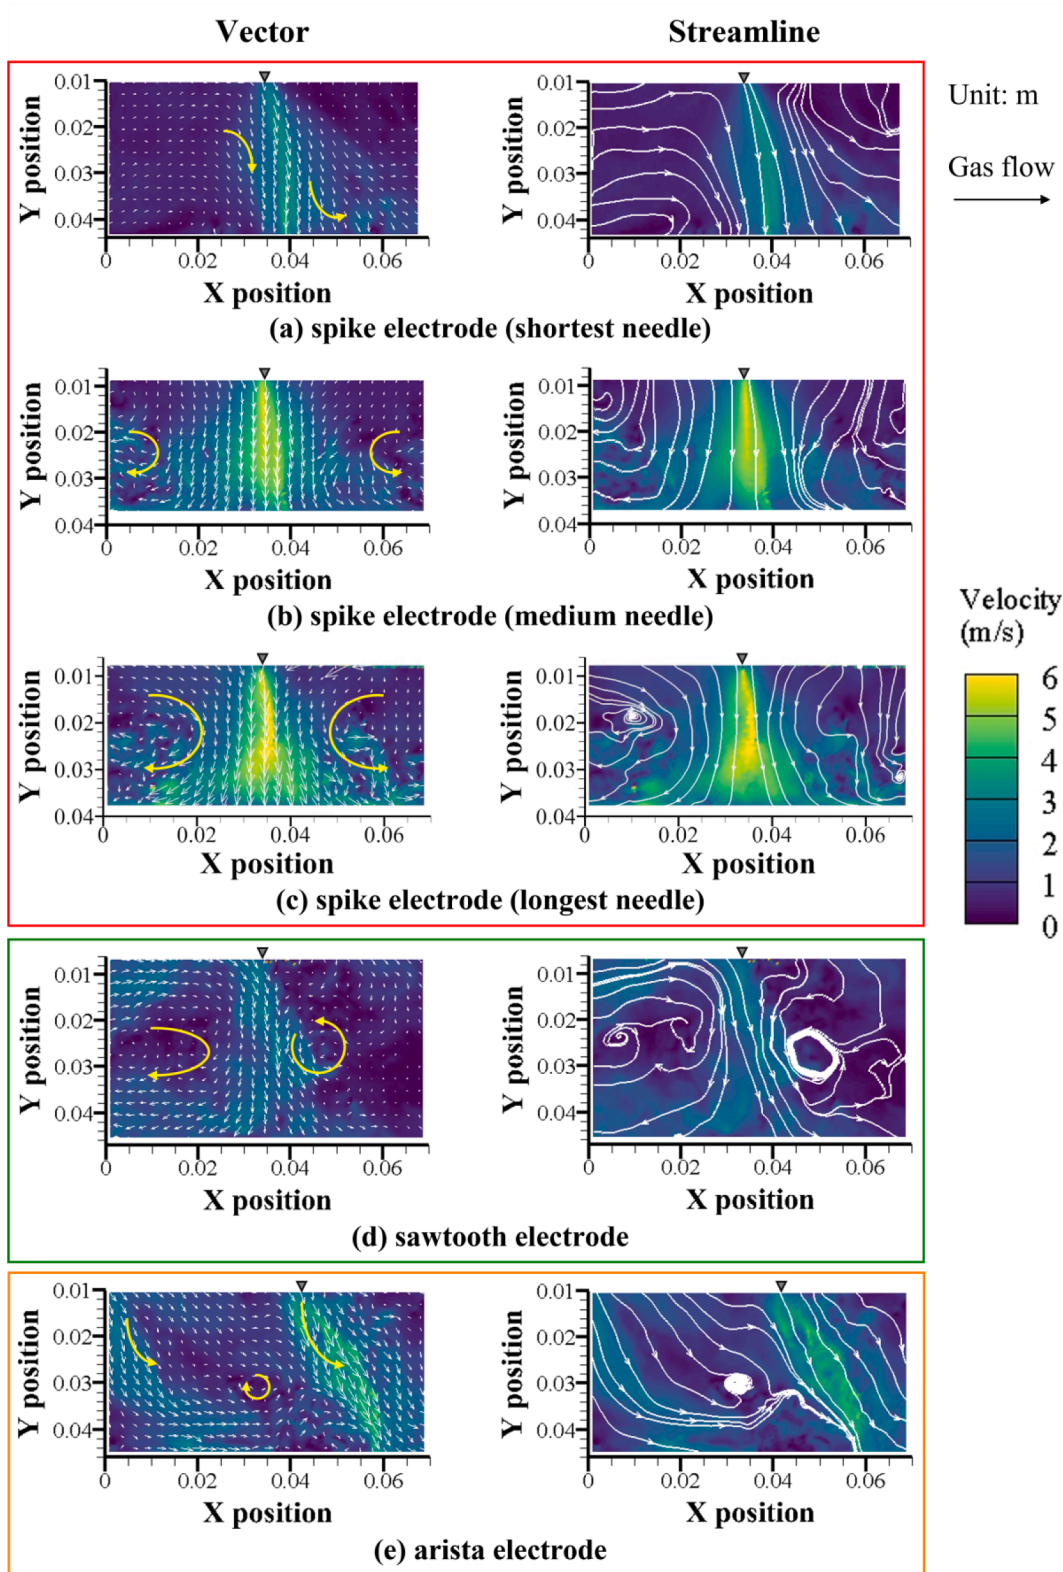 Vector Streamline
Unit: m
Gas flow
0.01 0.01
0.02 0.02
0.03 0.03
0.04 0.04
Y position Y position
0 0.02 0.04 0.06 0 0.02 0.04 0.06
X position X position
(a) spike electrode (shortest needle)
0.01 0.01
0.02 0.02
0.03 0.03
0.04 0.04
Y position Y position
0 0.02 0.04 0.06 0 0.02 0.04 0.06
X position X position
(b) spike electrode (medium needle)
Velocity
(m/s)
6
5
4
3
2
1
0
0.01 0.01
0.02 0.02
0.03 0.03
0.04 0.04
Y position Y position
0 0.02 0.04 0.06 0 0.02 0.04 0.06
X position X position
(c) spike electrode (longest needle)
0.01 0.01
0.02 0.02
0.03 0.03
0.04 0.04
Y position Y position
0 0.02 0.04 0.06 0 0.02 0.04 0.06
X position X position
(d) sawtooth electrode
0.01 0.01
0.02 0.02
0.03 0.03
0.04 0.04
Y position Y position
0 0.02 0.04 0.06 0 0.02 0.04 0.06
X position X position
(e) arista electrode